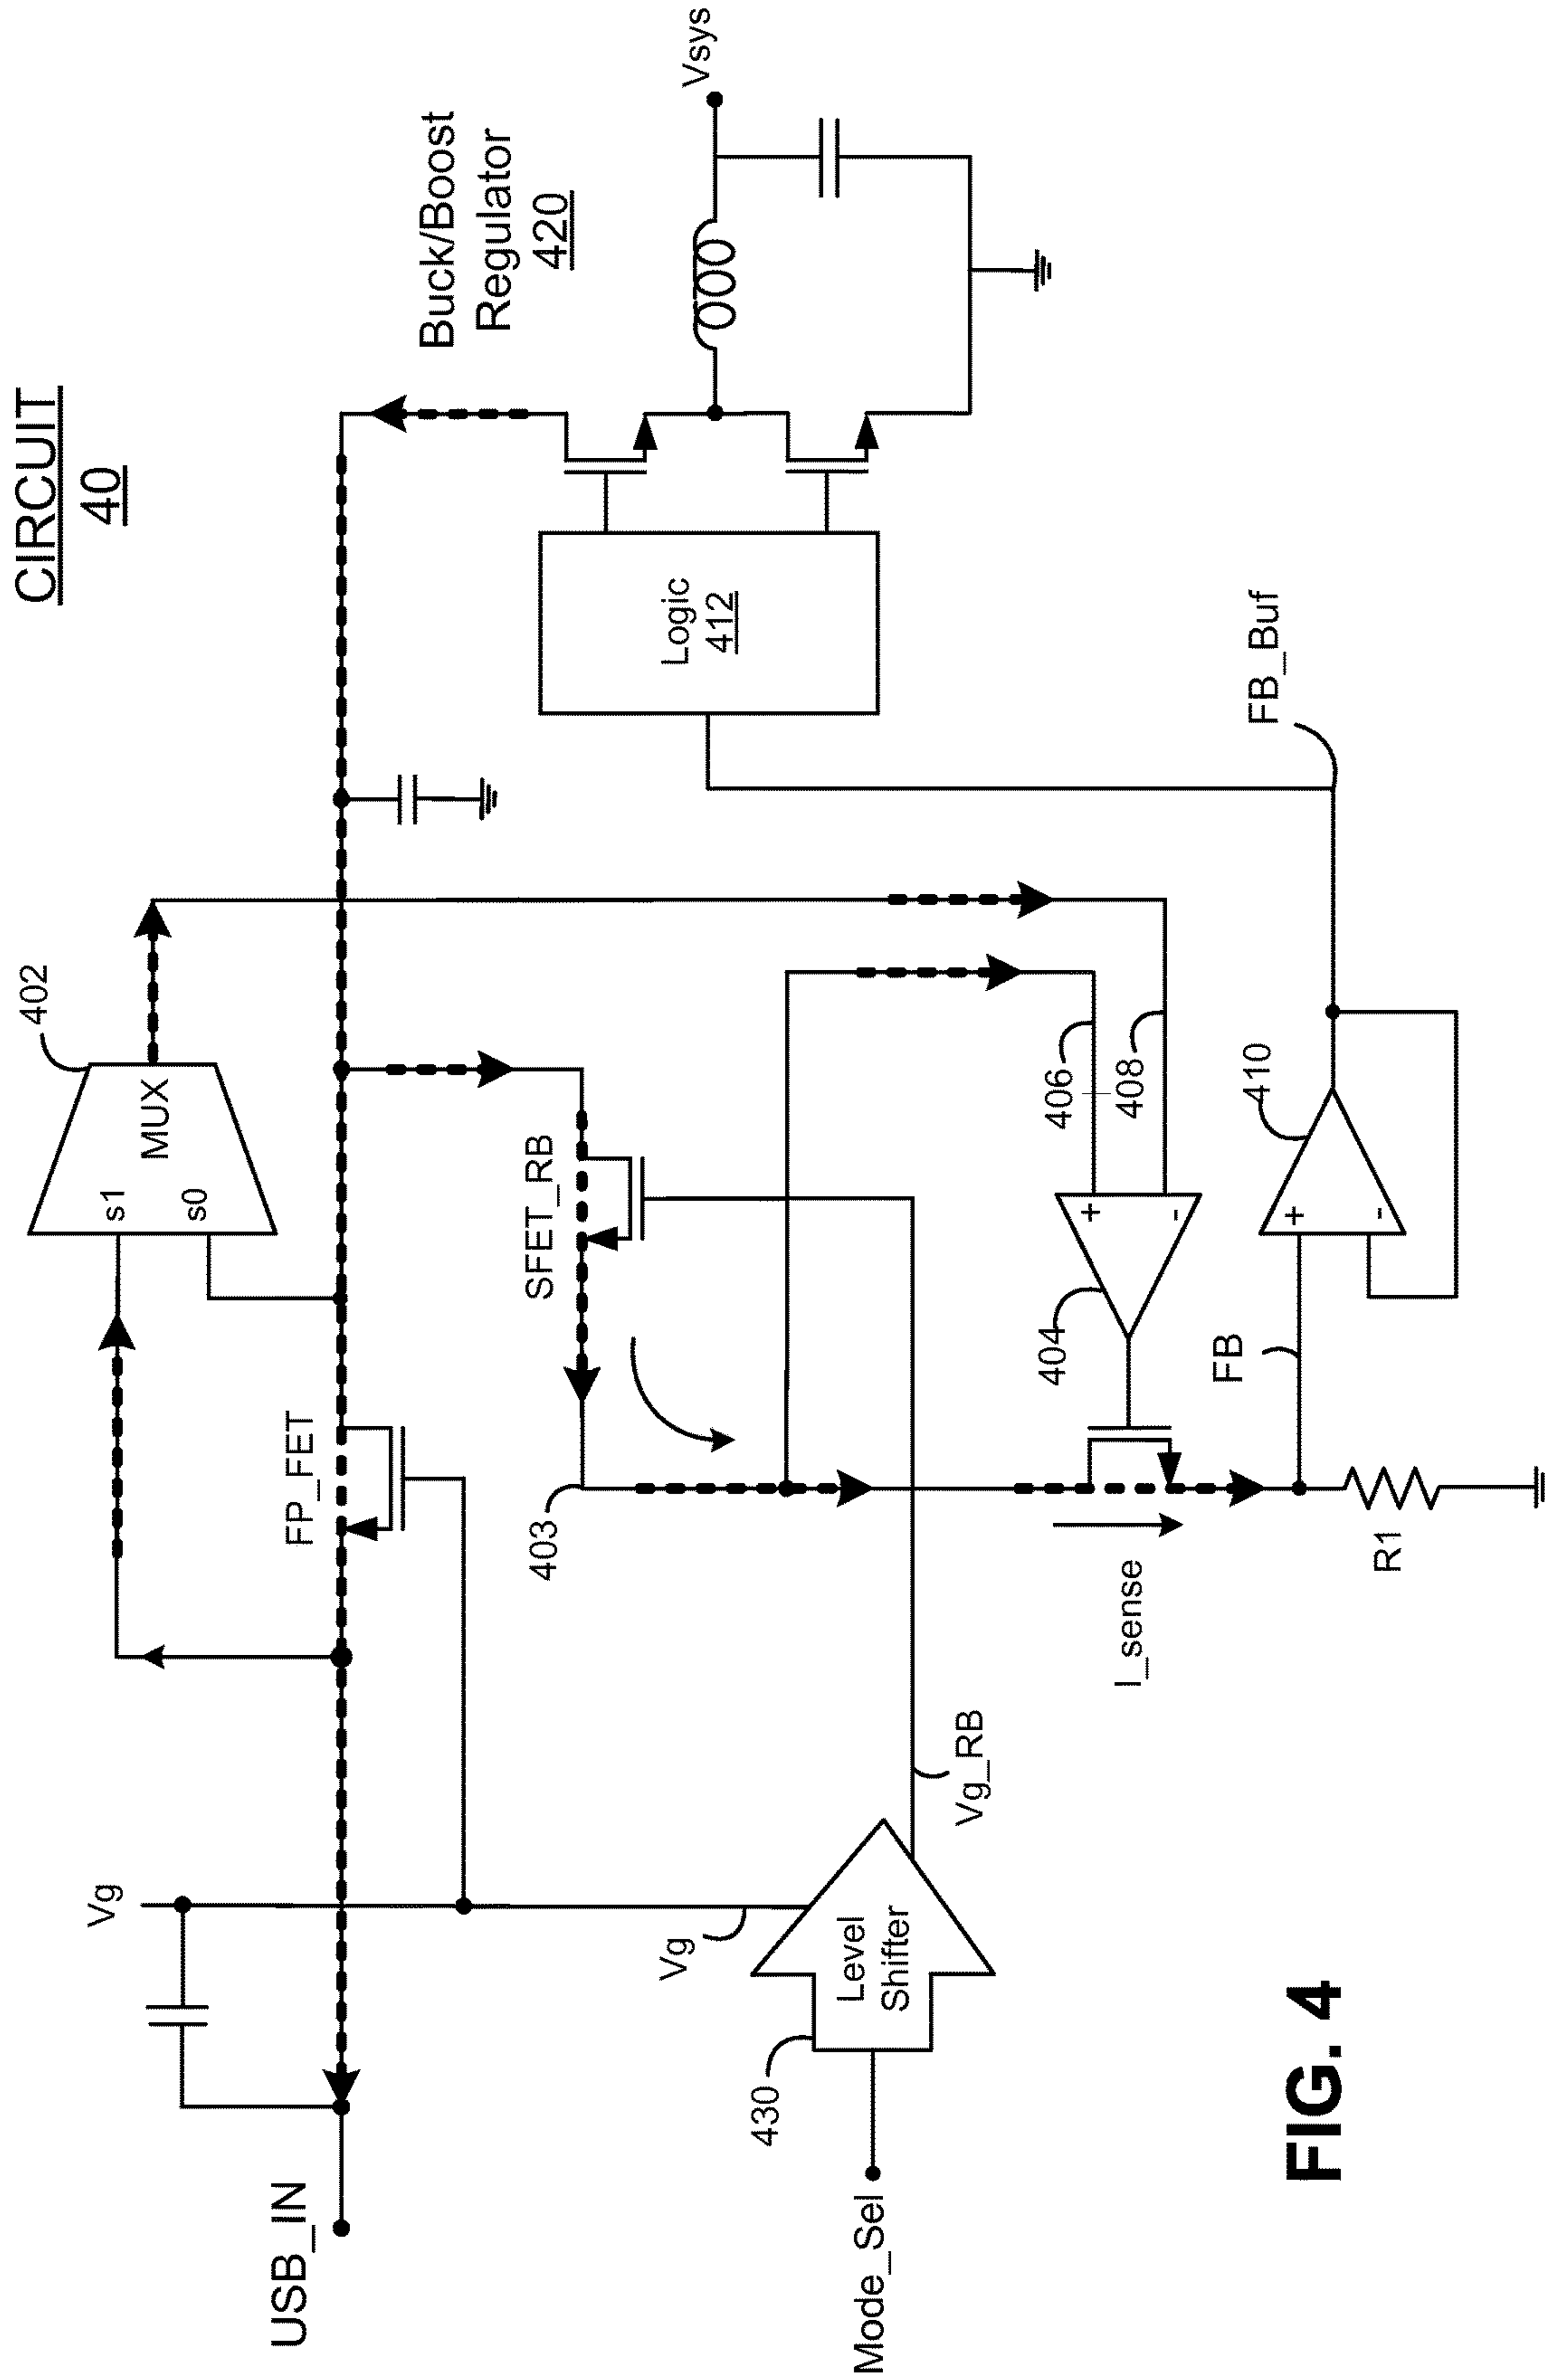 CIRCUIT
40
Buck/Boost
Regulator
420
Vsys
402
MUX
s1
s0
Logic
412
FP_FET
SFET_RB
403
406
408
404
+
-
410
+
-
FB
FB_Buf
I_sense
R1
Vg
Vg
Vg_RB
Level
Shifter
430
USB_IN
Mode_Sel
FIG. 4